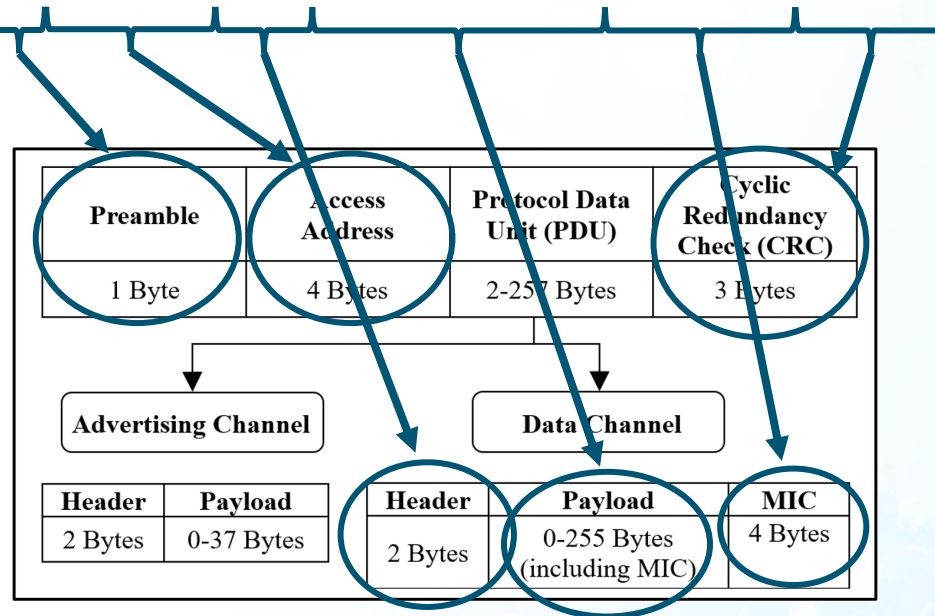 Preamble
Access
Address
Protocol Data
Unit (PDU)
Cyclic
Redundancy
Check (CRC)
1 Byte
4 Bytes
2-257 Bytes
3 Bytes
Advertising Channel
Data Channel
Header
Payload
2 Bytes
0-37 Bytes
Header
Payload
MIC
2 Bytes
0-255 Bytes
(including MIC)
4 Bytes